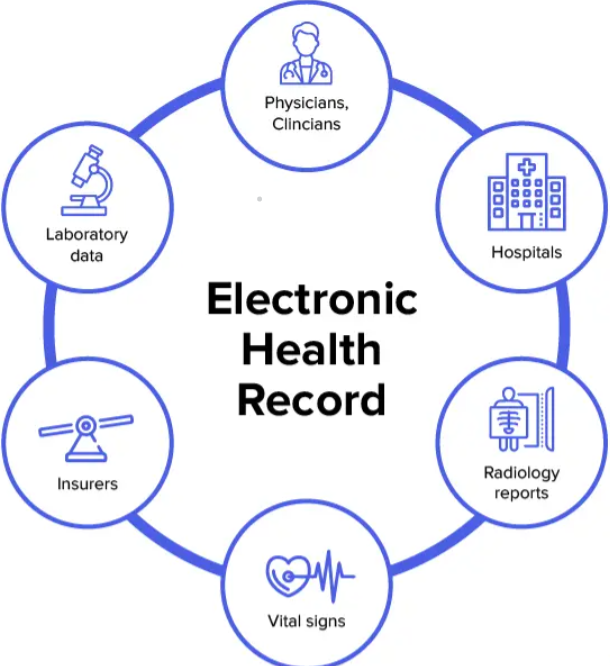 Physicians,
Clincians
Laboratory
data
Hospitals
Electronic
Health
Record
Insurers
Radiology
reports
Vital signs